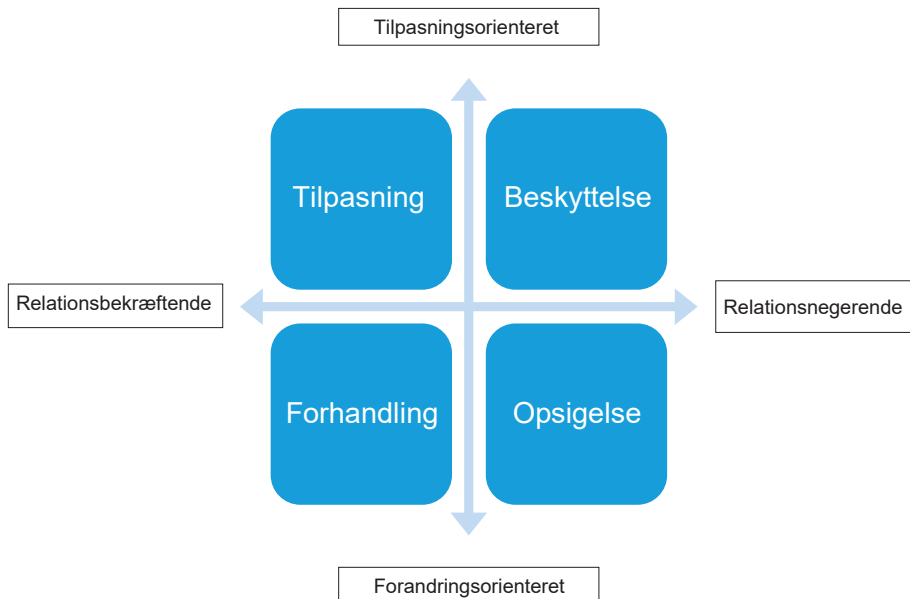 Tilpasningsorienteret
Tilpasning
Beskyttelse
Relationsbekræftende
Relationsnegerende
Forhandling
Opsigelse
Forandringsorienteret